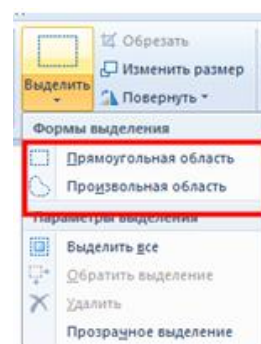 Обрезать
Изменить размер
Выделить
Повернуть
Формы выделения
Прямоугольная область
Произвольная область
Параметры выделения
Выделить все
Обратить выделение
Удалить
Прозрачное выделение